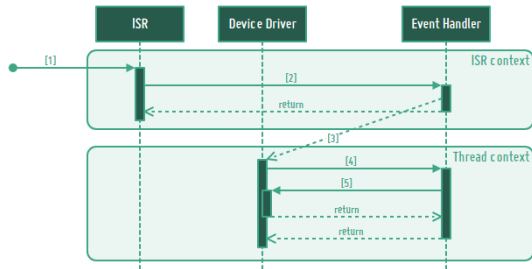 ISR
Device Driver
Event Handler
[1]
ISR context
[2]
return
[3]
Thread context
[4]
[5]
return
return